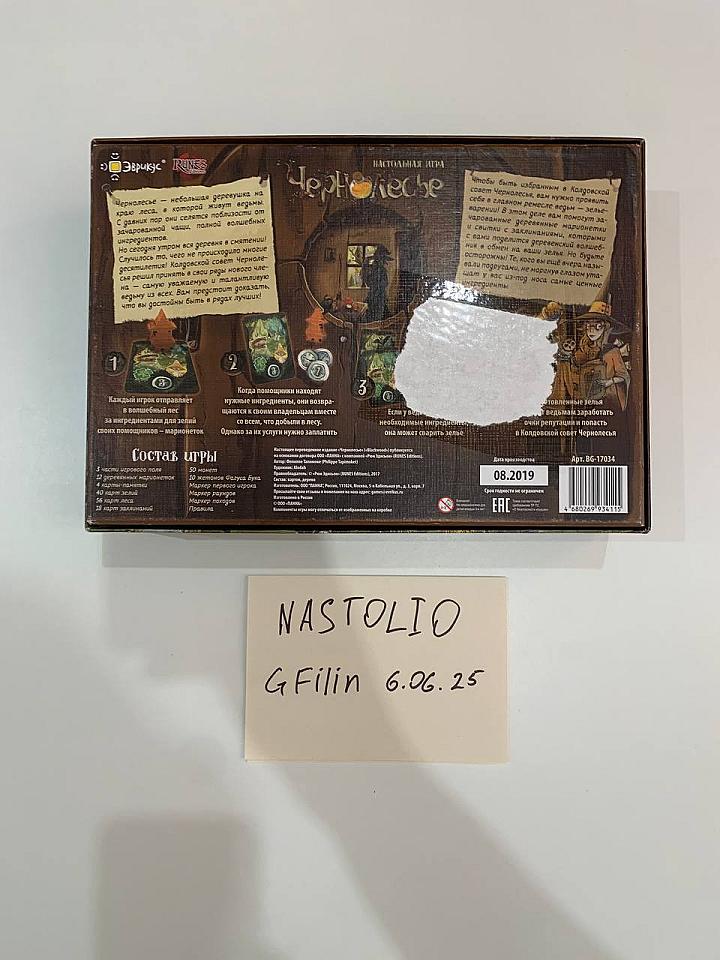 Эврикус
RUNES
НАСТОЛЬНАЯ ИГРА
Чернолесье
Чернолесье — небольшая деревушка на
краю леса, в которой живут ведьмы.
С давних пор они селятся поблизости от
зачарованной чащи, полной волшебных
ингредиентов.
Но сегодня утром вся деревня в смятении!
Случилось то, чего не происходило многие
десятилетия! Колдовской совет Черноле-
сья решил принять в свои ряды нового чле-
на — самую уважаемую и талантливую
ведьму из всех. Вам предстоит доказать,
что вы достойны быть в рядах лучших!
Чтобы быть избранным в Колдовской
совет Чернолесья, вам нужно проявить
себя в главном ремесле ведьм — зелье-
варении! В этом деле вам помогут за-
чарованные деревянные марионетки
и свитки с заклинаниями, которыми
с вами поделится деревенский волшеб-
ник в обмен на ваши зелья. Но будьте
осторожны! Те, кого вы ещё вчера назы-
вали подругами, не моргнув глазом ута-
щат у вас из-под носа самые ценные
ингредиенты
1
Каждый игрок отправляет
в волшебный лес
за ингредиентами для зелий
своих помощников – марионеток
2
Когда помощники находят
нужные ингредиенты, они возвра-
щаются к своим владельцам вместе
со всем, что добыли в лесу.
Однако за их услуги нужно заплатить
3
Если у ве
необходимые ингредиент
она может сварить зелье
отовленные зелья
ведьмам заработать
очки репутации и попасть
в Колдовской совет Чернолесья
Состав игры
3 части игрового поля
12 деревянных марионеток
4 карты-памятки
40 карт зелий
56 карт леса
18 карт заклинаний
50 монет
10 жетонов Фагуса Бука
Маркер первого игрока
Маркер раундов
Маркер походов
Правила
Дата производства
08.2019
Срок годности не ограничен
Арт. BG-17034
EAC
4 680269 934115
NASTOLIO
GFilin 6.06.25